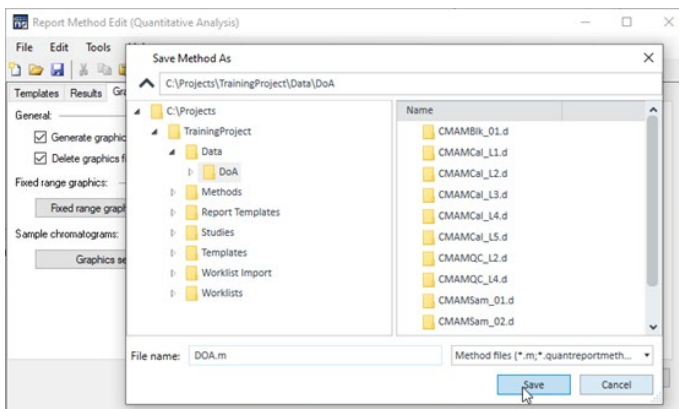 Report Method Edit (Quantitative Analysis)
File Edit Tools
Save Method As
C:\Projects\TrainingProject\Data\DoA
Templates Results
General:
Generate graphic
Delete graphics f
Fixed range graphics:
Fixed range graph
Sample chromatograms:
Graphics se
C:\Projects
TrainingProject
Data
DoA
Methods
Report Templates
Studies
Templates
Worklist Import
Worklists
Name
CMAMBlk_01.d
CMAMCal_L1.d
CMAMCal_L2.d
CMAMCal_L3.d
CMAMCal_L4.d
CMAMCal_L5.d
CMAMQC_L2.d
CMAMQC_L4.d
CMAMSam_01.d
CMAMSam_02.d
File name: DOA.m
Method files (*.m;*.quantreportmeth...
Save Cancel